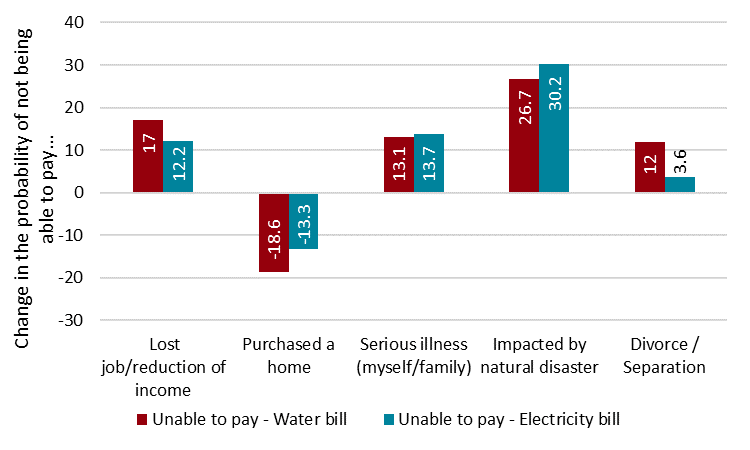 Change in the probability of not being
able to pay...
40
30
20
10
0
-10
-20
-30
17
12.2
-18.6
-13.3
13.1
13.7
26.7
30.2
12
3.6
Lost
job/reduction of
income
Purchased a
home
Serious illness
(myself/family)
Impacted by
natural disaster
Divorce /
Separation
Unable to pay - Water bill
Unable to pay - Electricity bill